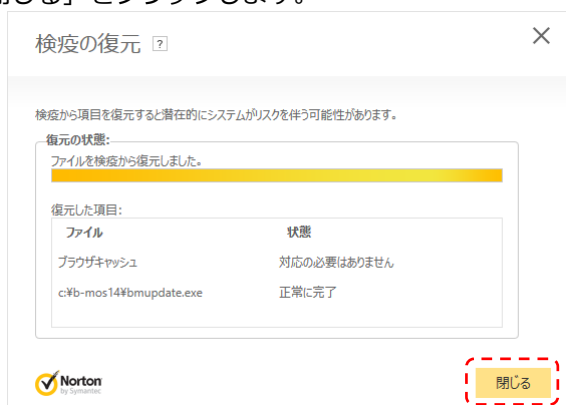 閉じる」をクリックします。
検疫の復元 ?
検疫から項目を復元すると潜在的にシステムがリスクを伴う可能性があります。
復元の状態:
ファイルを検疫から復元しました。
復元した項目:
ファイル 状態
ブラウザキャッシュ 対応の必要はありません
c:¥b-mos14¥bmupdate.exe 正常に完了
Norton
by Symantec
閉じる